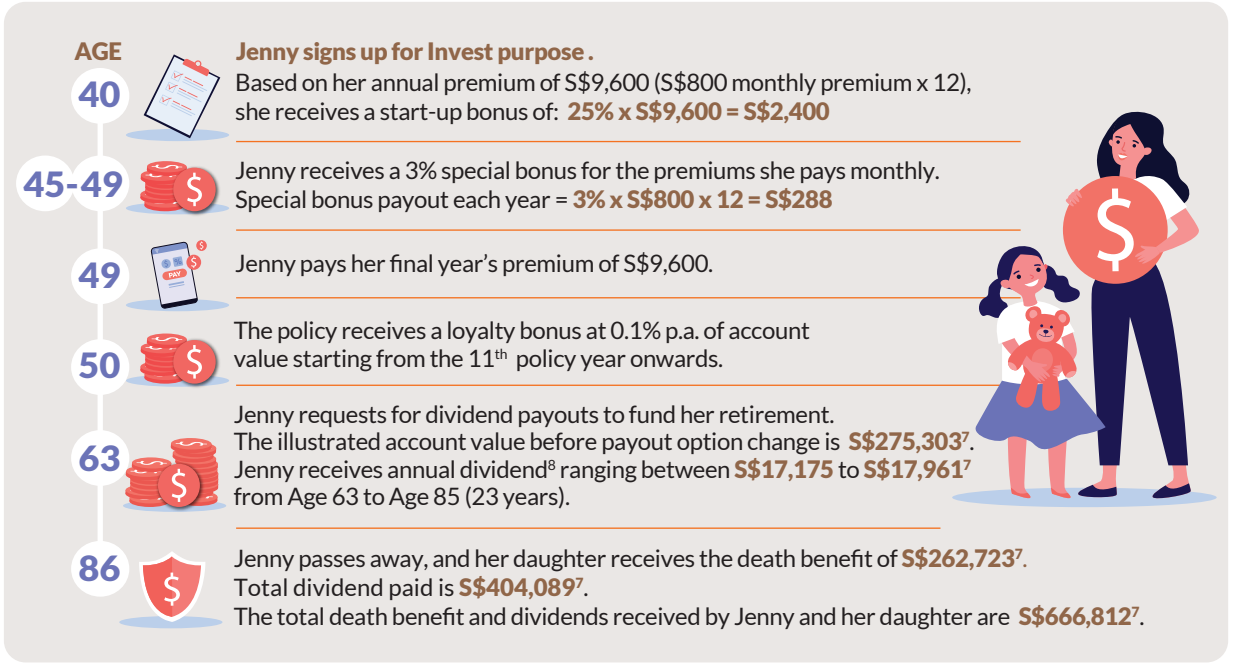 AGE
Jenny signs up for Invest purpose .
40
Based on her annual premium of S$9,600 (S$800 monthly premium x 12),
she receives a start-up bonus of: 25% x S$9,600 = S$2,400
45-49
Jenny receives a 3% special bonus for the premiums she pays monthly.
Special bonus payout each year = 3% x S$800 x 12 = S$288
$
49
PAY
$
$
$
%
Jenny pays her final year’s premium of S$9,600.
50
The policy receives a loyalty bonus at 0.1% p.a. of account
value starting from the 11th policy year onwards.
$
63
Jenny requests for dividend payouts to fund her retirement.
The illustrated account value before payout option change is S$275,303⁷.
Jenny receives annual dividend⁸ ranging between S$17,175 to S$17,961⁷
from Age 63 to Age 85 (23 years).
$
86
Jenny passes away, and her daughter receives the death benefit of S$262,723⁷.
Total dividend paid is S$404,089⁷.
The total death benefit and dividends received by Jenny and her daughter are S$666,812⁷.
$
$